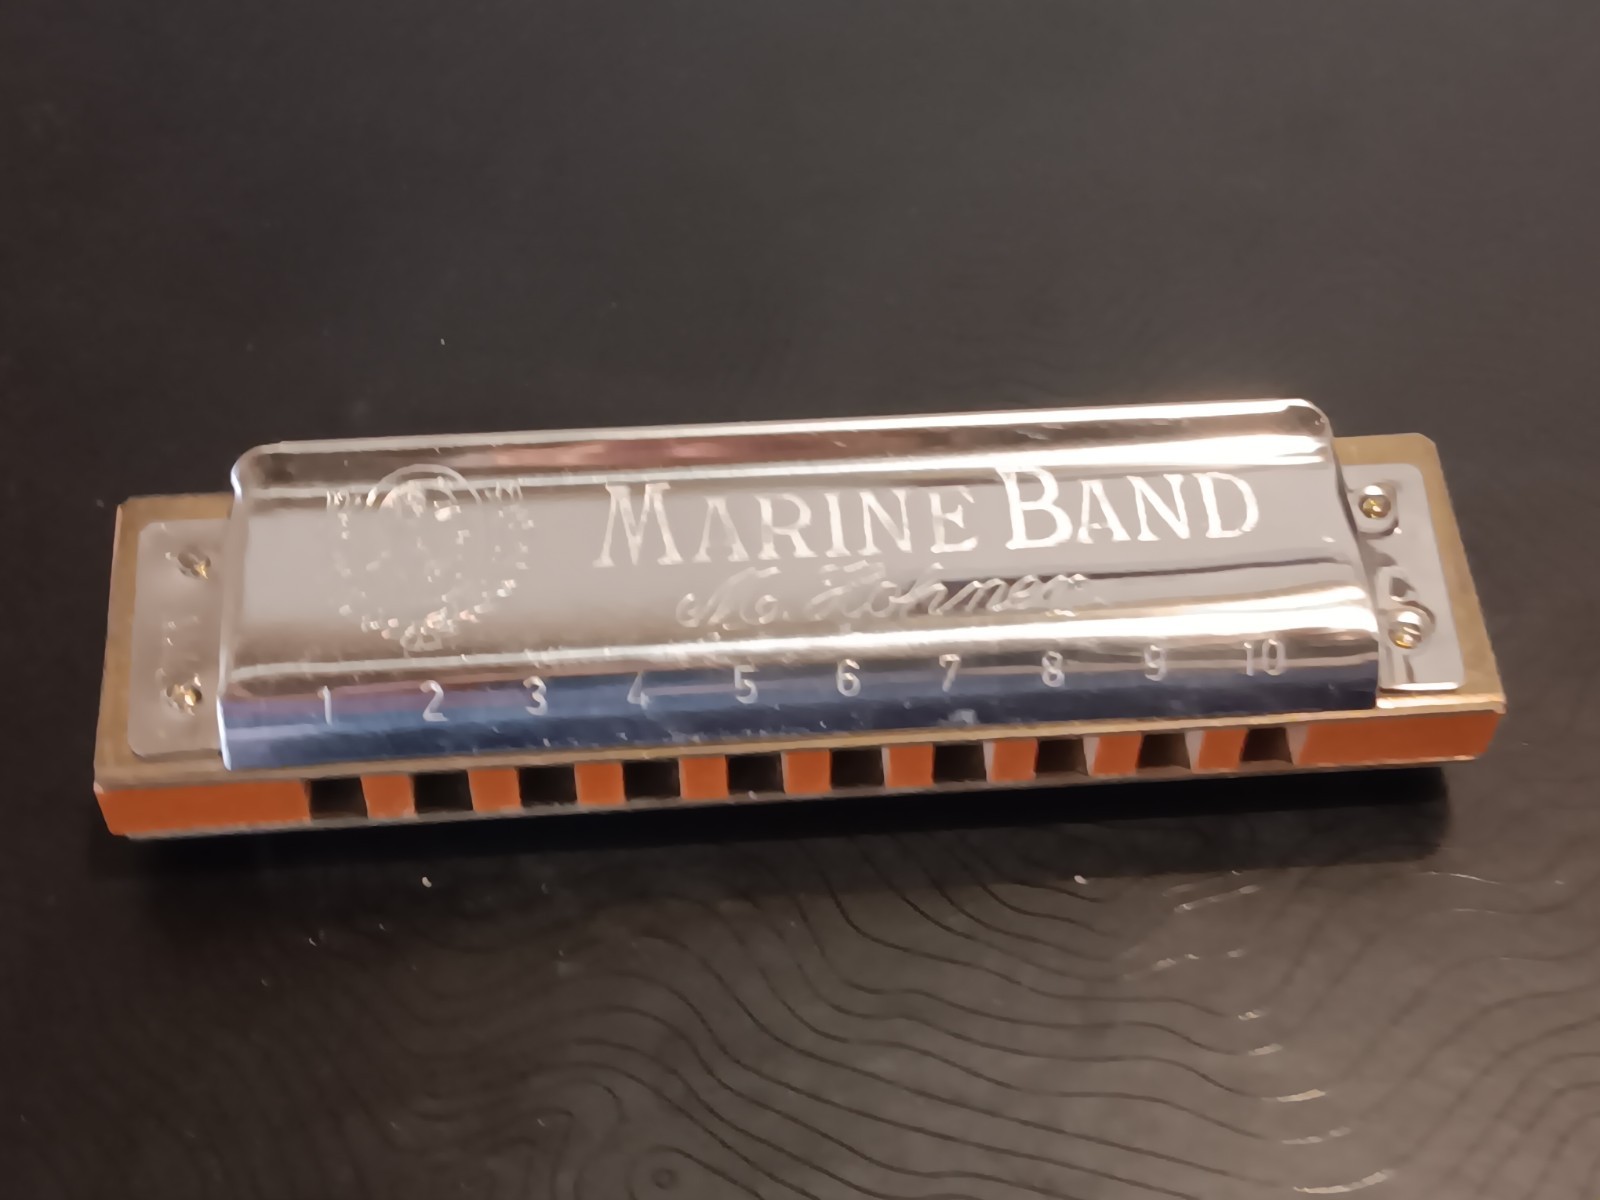 MARINE BAND
M. Hohner
1 2 3 4 5 6 7 8 9 10